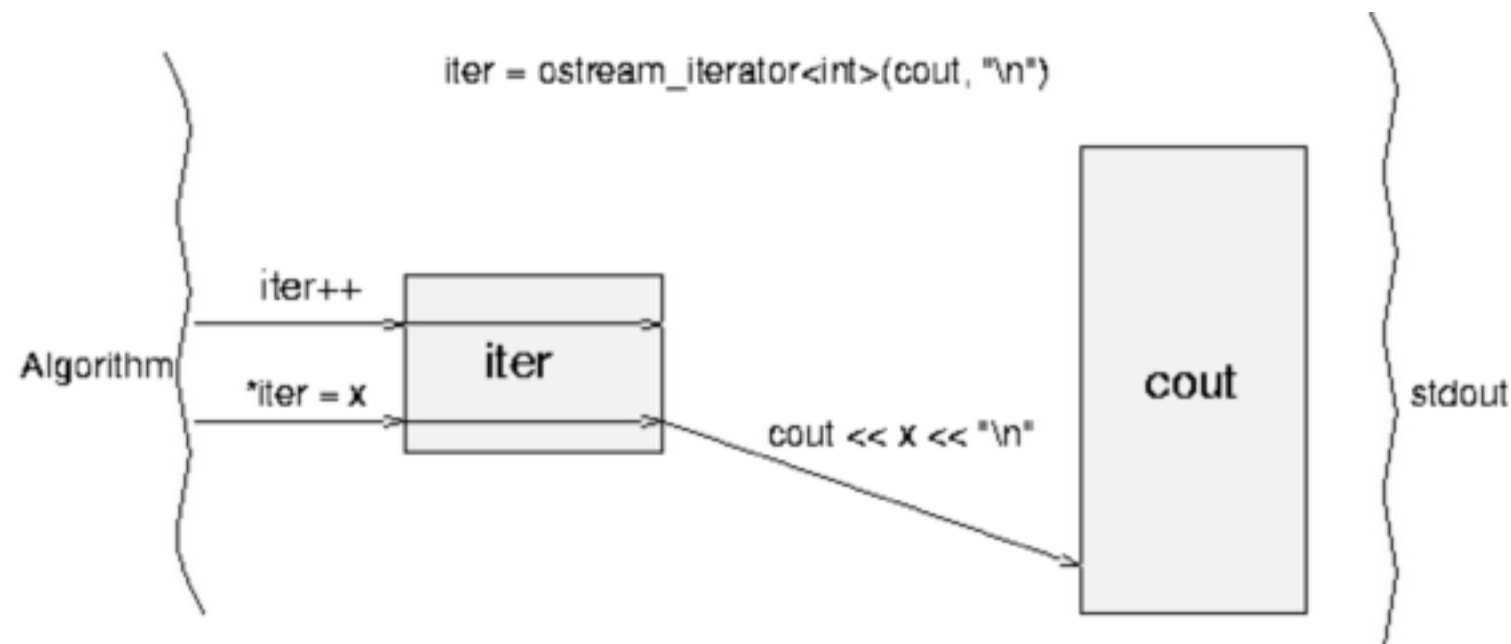 iter = ostream_iterator<int>(cout, "\n")
iter++
iter
Algorithm
*iter = x
cout
stdout
cout << x << "\n"